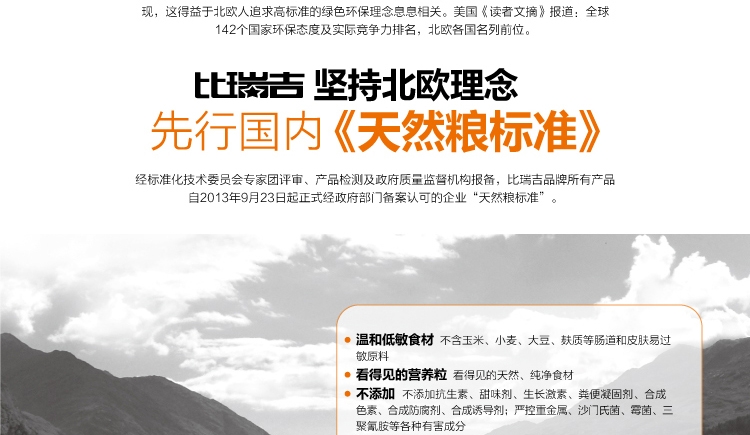 现，这得益于北欧人追求高标准的绿色环保理念息息相关。美国《读者文摘》报道：全球
142个国家环保态度及实际竞争力排名，北欧各国名列前位。
比瑞吉 坚持北欧理念
先行国内《天然粮标准》
经标准化技术委员会专家团评审、产品检测及政府质量监督机构报备，比瑞吉品牌所有产品
自2013年9月23日起正式经政府部门备案认可的企业“天然粮标准”。
温和低敏食材 不含玉米、小麦、大豆、麸质等肠道和皮肤易过
敏原料
看得见的营养粒 看得见的天然、纯净食材
不添加 不添加抗生素、甜味剂、生长激素、粪便凝固剂、合成
色素、合成防腐剂、合成诱导剂；严控重金属、沙门氏菌、霉菌、三
聚氰胺等各种有害成分